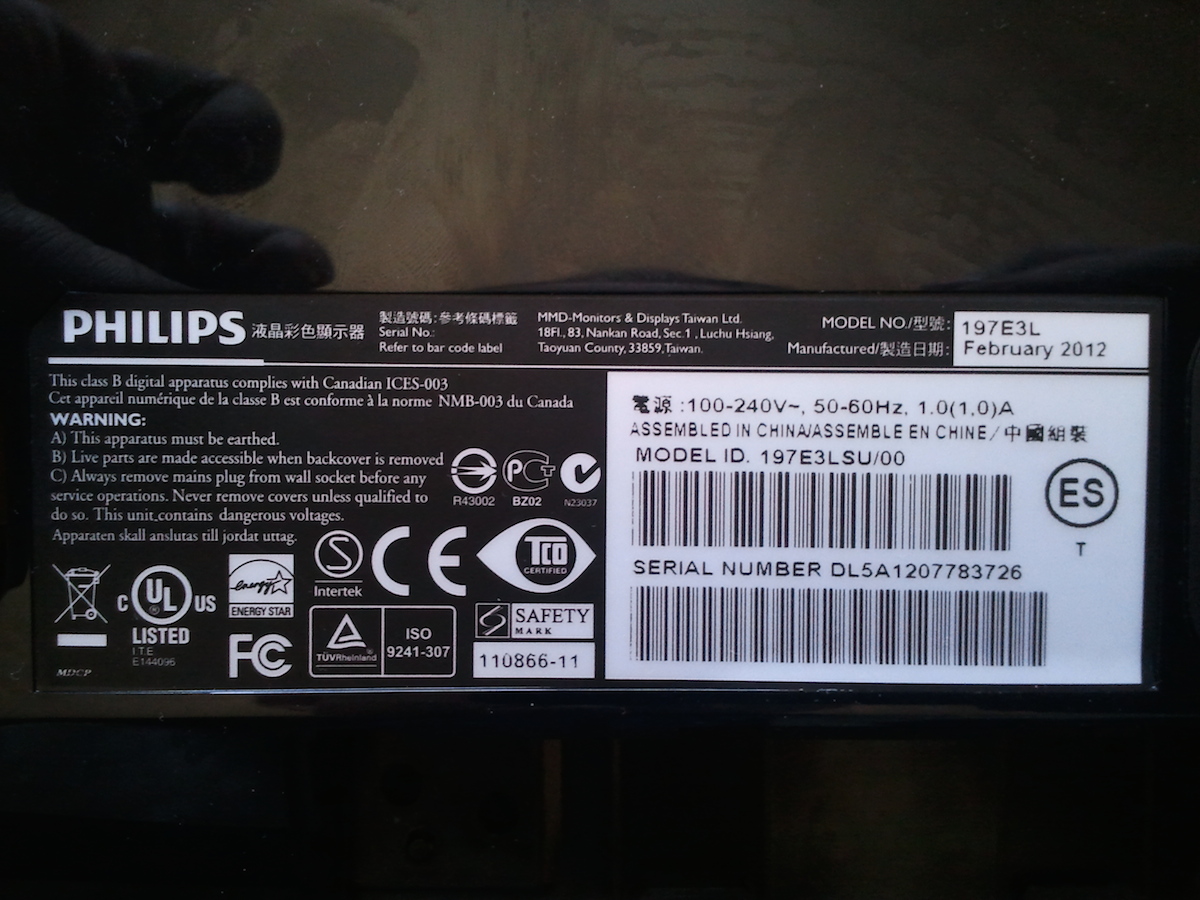 PHILIPS 液晶彩色顯示器
製造號碼:參考條碼標籤
Serial No.:
Refer to bar code label
MMD-Monitors & Displays Taiwan Ltd.
18Fl., 83, Nankan Road, Sec.1 , Luchu Hsiang,
Taoyuan County, 33859,Taiwan.
MODEL NO./型號: 197E3L
Manufactured/製造日期: February 2012
This class B digital apparatus complies with Canadian ICES-003
Cet appareil numérique de la classe B est conforme à la norme NMB-003 du Canada
WARNING:
A) This apparatus must be earthed.
B) Live parts are made accessible when backcover is removed
C) Always remove mains plug from wall socket before any
service operations. Never remove covers unless qualified to
do so. This unit contains dangerous voltages.
Apparaten skall anslutas till jordat uttag.
R43002
PCT
BZ02
N23037
S
Intertek
CE
TCO
CERTIFIED
C UL US
LISTED
I.T.E
E144096
energy
ENERGY STAR
FC
TÜVRheinland
ISO
9241-307
SAFETY
MARK
110866-11
MDCP
電源 :100-240V~, 50-60Hz, 1.0(1,0)A
ASSEMBLED IN CHINA/ASSEMBLE EN CHINE/中國組裝
MODEL ID. 197E3LSU/00
ES
T
SERIAL NUMBER DL5A1207783726